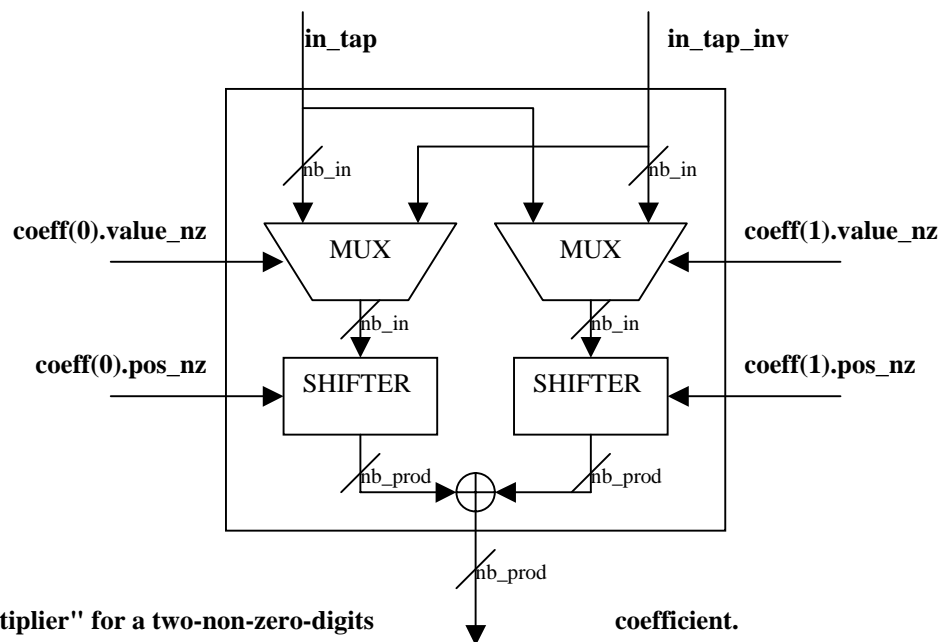 in_tap in_tap_inv
nb_in nb_in
coeff(0).value_nz MUX MUX coeff(1).value_nz
nb_in nb_in
coeff(0).pos_nz SHIFTER SHIFTER coeff(1).pos_nz
nb_prod nb_prod
nb_prod
tiplier" for a two-non-zero-digits coefficient.